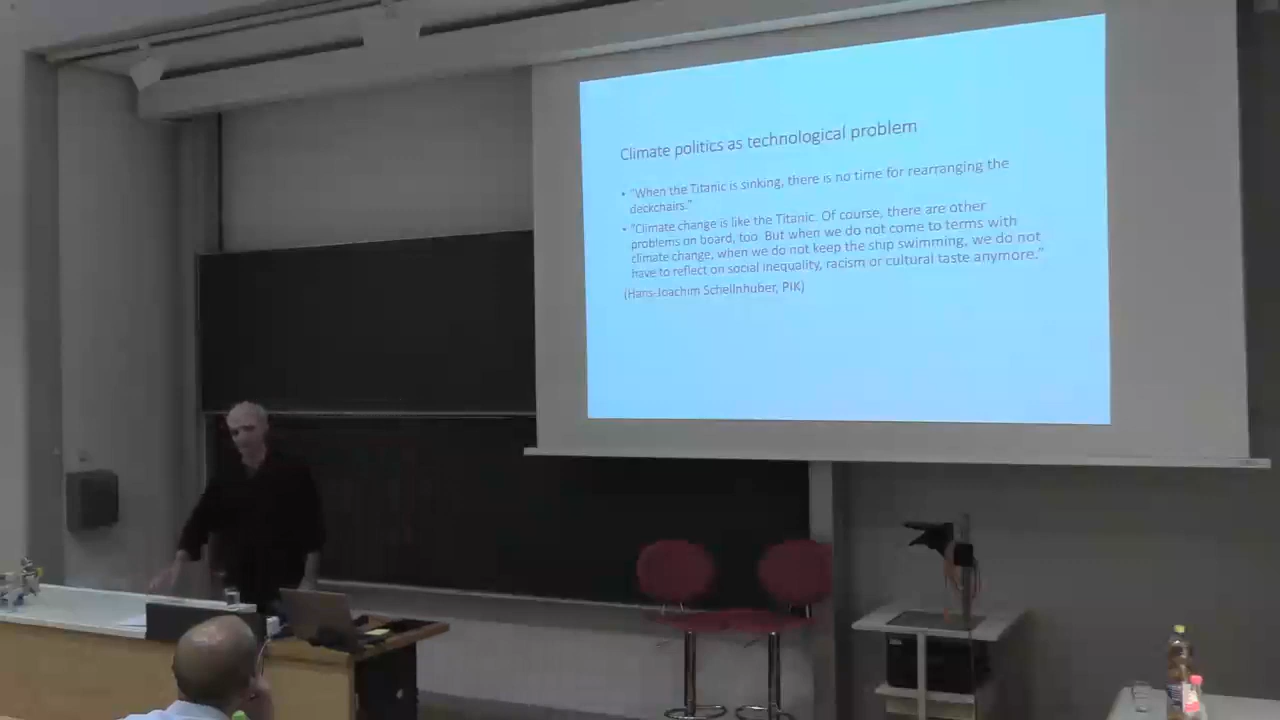 Climate politics as technological problem
• "When the Titanic is sinking, there is no time for rearranging the
deckchairs."
• "Climate change is like the Titanic. Of course, there are other
problems on board, too. But when we do not come to terms with
climate change, when we do not keep the ship swimming, we do not
have to reflect on social inequality, racism or cultural taste anymore."
(Hans-Joachim Schellnhuber, PIK)